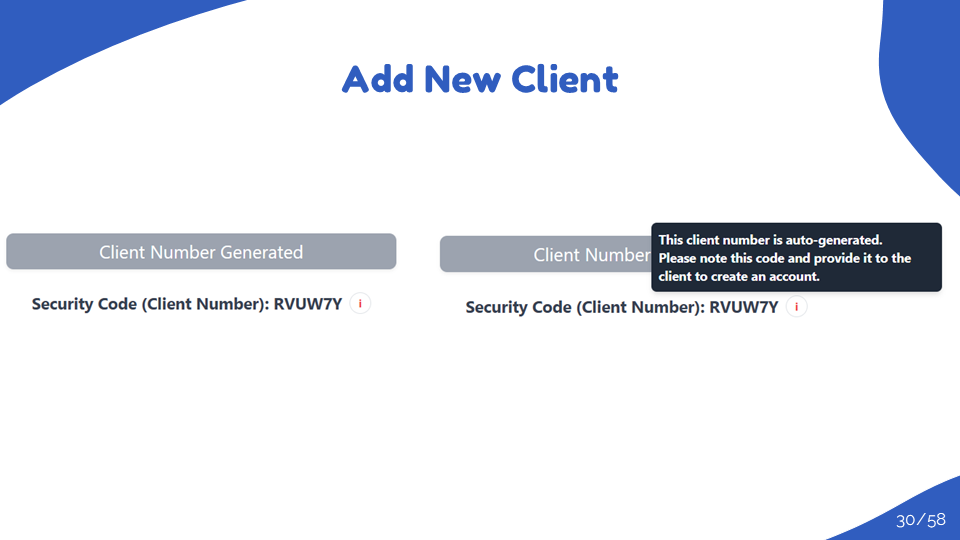 Add New Client
Client Number Generated
Security Code (Client Number): RVUW7Y i
Client Number
This client number is auto-generated.
Please note this code and provide it to the
client to create an account.
Security Code (Client Number): RVUW7Y i
30/58